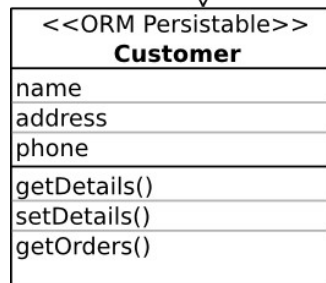 <<ORM Persistable>>
Customer
name
address
phone
getDetails()
setDetails()
getOrders()